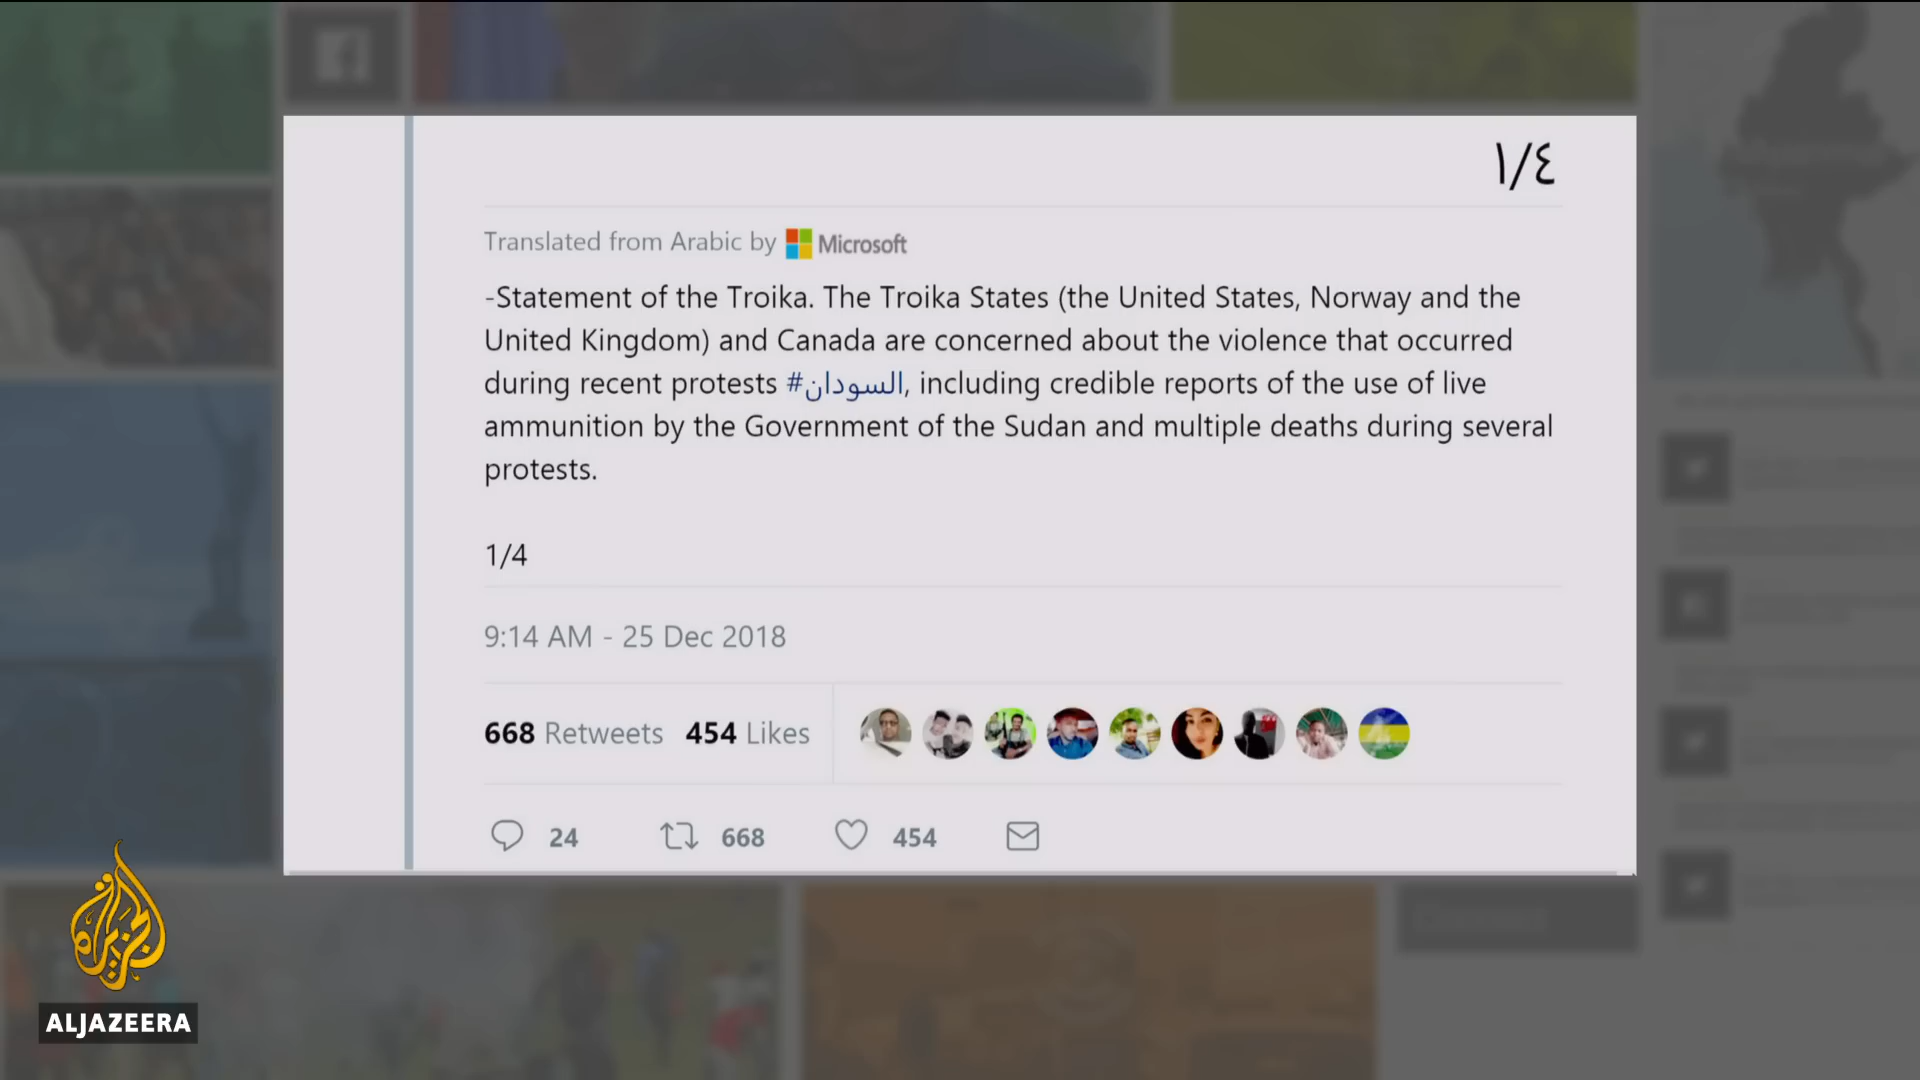 ١/٤
Translated from Arabic by Microsoft
-Statement of the Troika. The Troika States (the United States, Norway and the
United Kingdom) and Canada are concerned about the violence that occurred
during recent protests #السودان, including credible reports of the use of live
ammunition by the Government of the Sudan and multiple deaths during several
protests.
1/4
9:14 AM - 25 Dec 2018
668 Retweets 454 Likes
24 668 454
ALJAZEERA